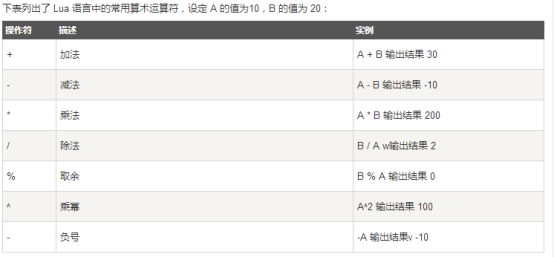 下表列出了 Lua 语言中的常用算术运算符，设定 A 的值为10，B 的值为 20：
操作符 描述 实例
+ 加法 A + B 输出结果 30
- 减法 A - B 输出结果 -10
* 乘法 A * B 输出结果 200
/ 除法 B / A w输出结果 2
% 取余 B % A 输出结果 0
^ 乘幂 A^2 输出结果 100
- 负号 -A 输出结果v -10